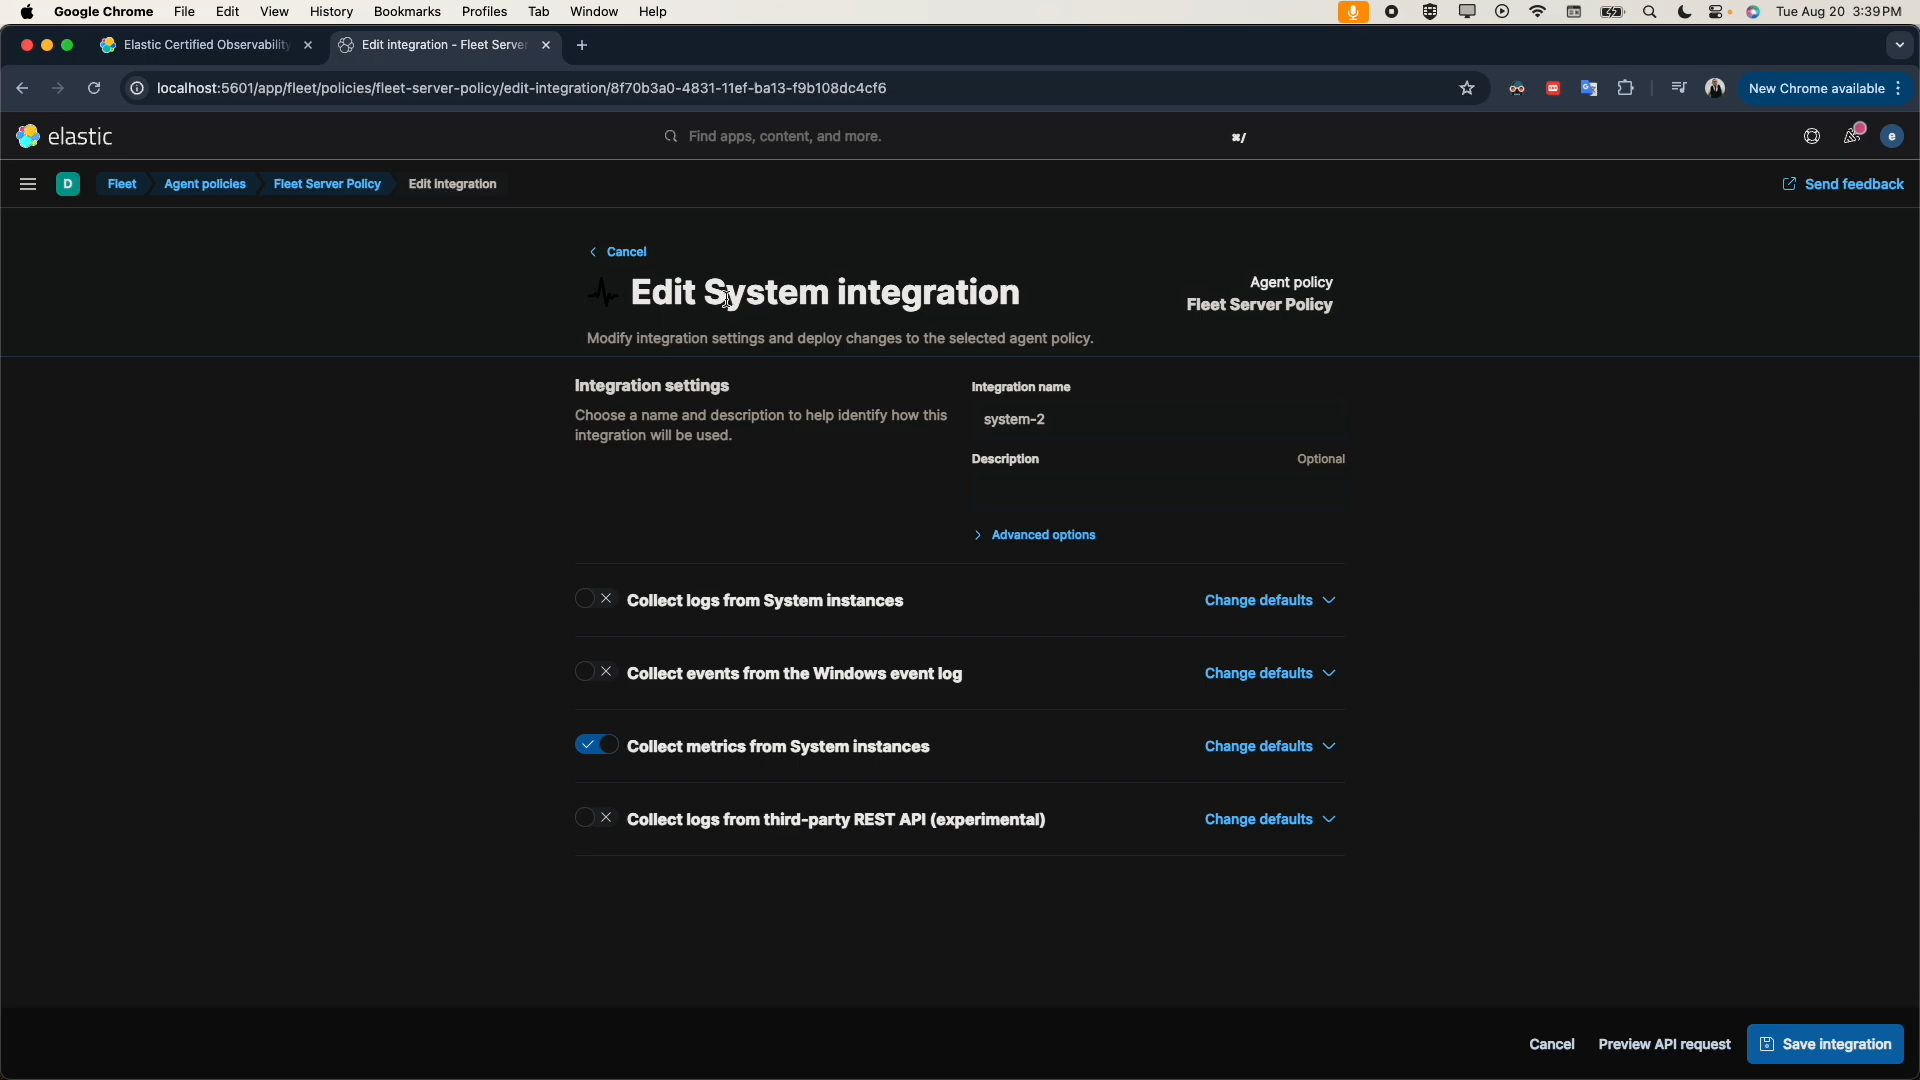 Google Chrome File Edit View History Bookmarks Profiles Tab Window Help Tue Aug 20 3:39 PM
Elastic Certified Observability
Edit integration - Fleet Server
localhost:5601/app/fleet/policies/fleet-server-policy/edit-integration/8f70b3a0-4831-11ef-ba13-f9b108dc4cf6
New Chrome available
elastic
Find apps, content, and more.
⌘/
e
D
Fleet
Agent policies
Fleet Server Policy
Edit integration
Send feedback
Cancel
Edit System integration
Agent policy
Fleet Server Policy
Modify integration settings and deploy changes to the selected agent policy.
Integration settings
Choose a name and description to help identify how this
integration will be used.
Integration name
system-2
Description
Optional
Advanced options
Collect logs from System instances
Change defaults
Collect events from the Windows event log
Change defaults
Collect metrics from System instances
Change defaults
Collect logs from third-party REST API (experimental)
Change defaults
Cancel
Preview API request
Save integration